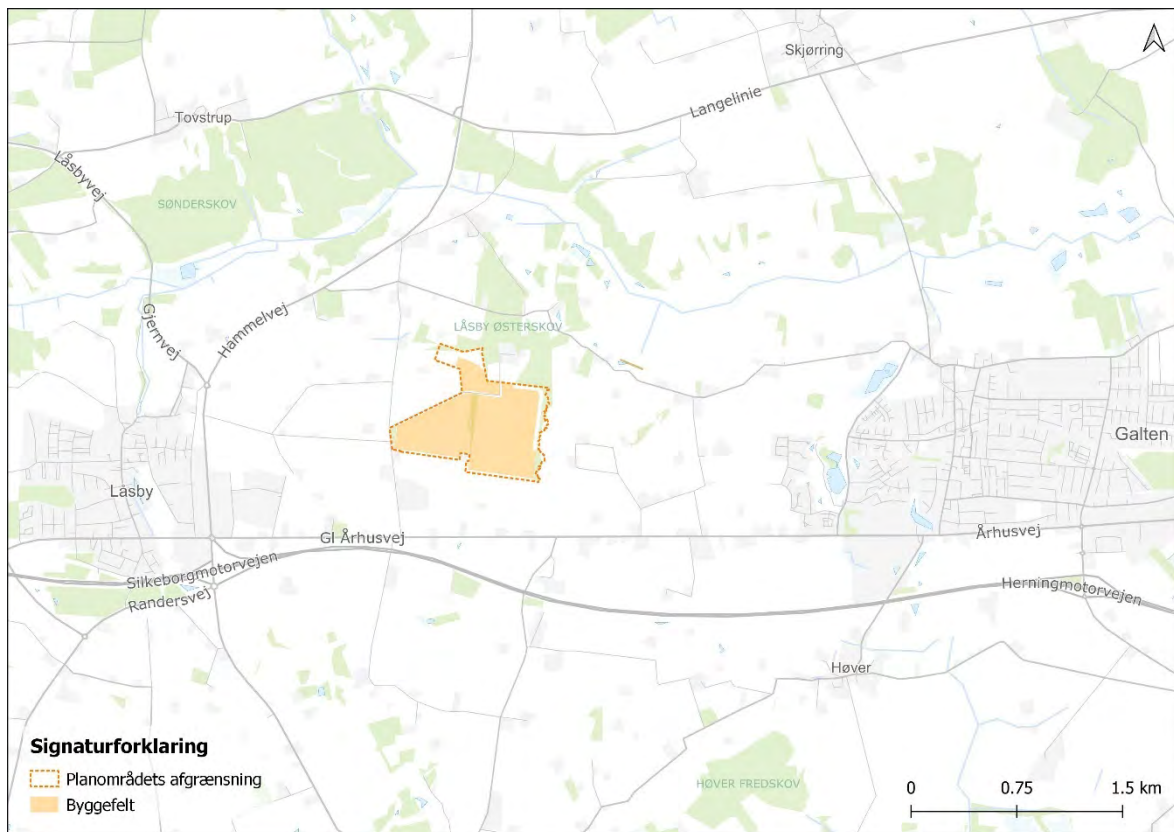 Skjørring
Langelinie
Tovstrup
Låsbyvej
SØNDERSKOV
Gjernvej
Hammelvej
LÅSBY ØSTERSKOV
Galten
Låsby
Gl Århusvej
Århusvej
Silkeborgmotorvejen
Herningmotorvejen
Randersvej
Høver
Signaturforklaring
Planområdets afgrænsning
HØVER FREDSKOV
0 0.75 1.5 km
Byggefelt